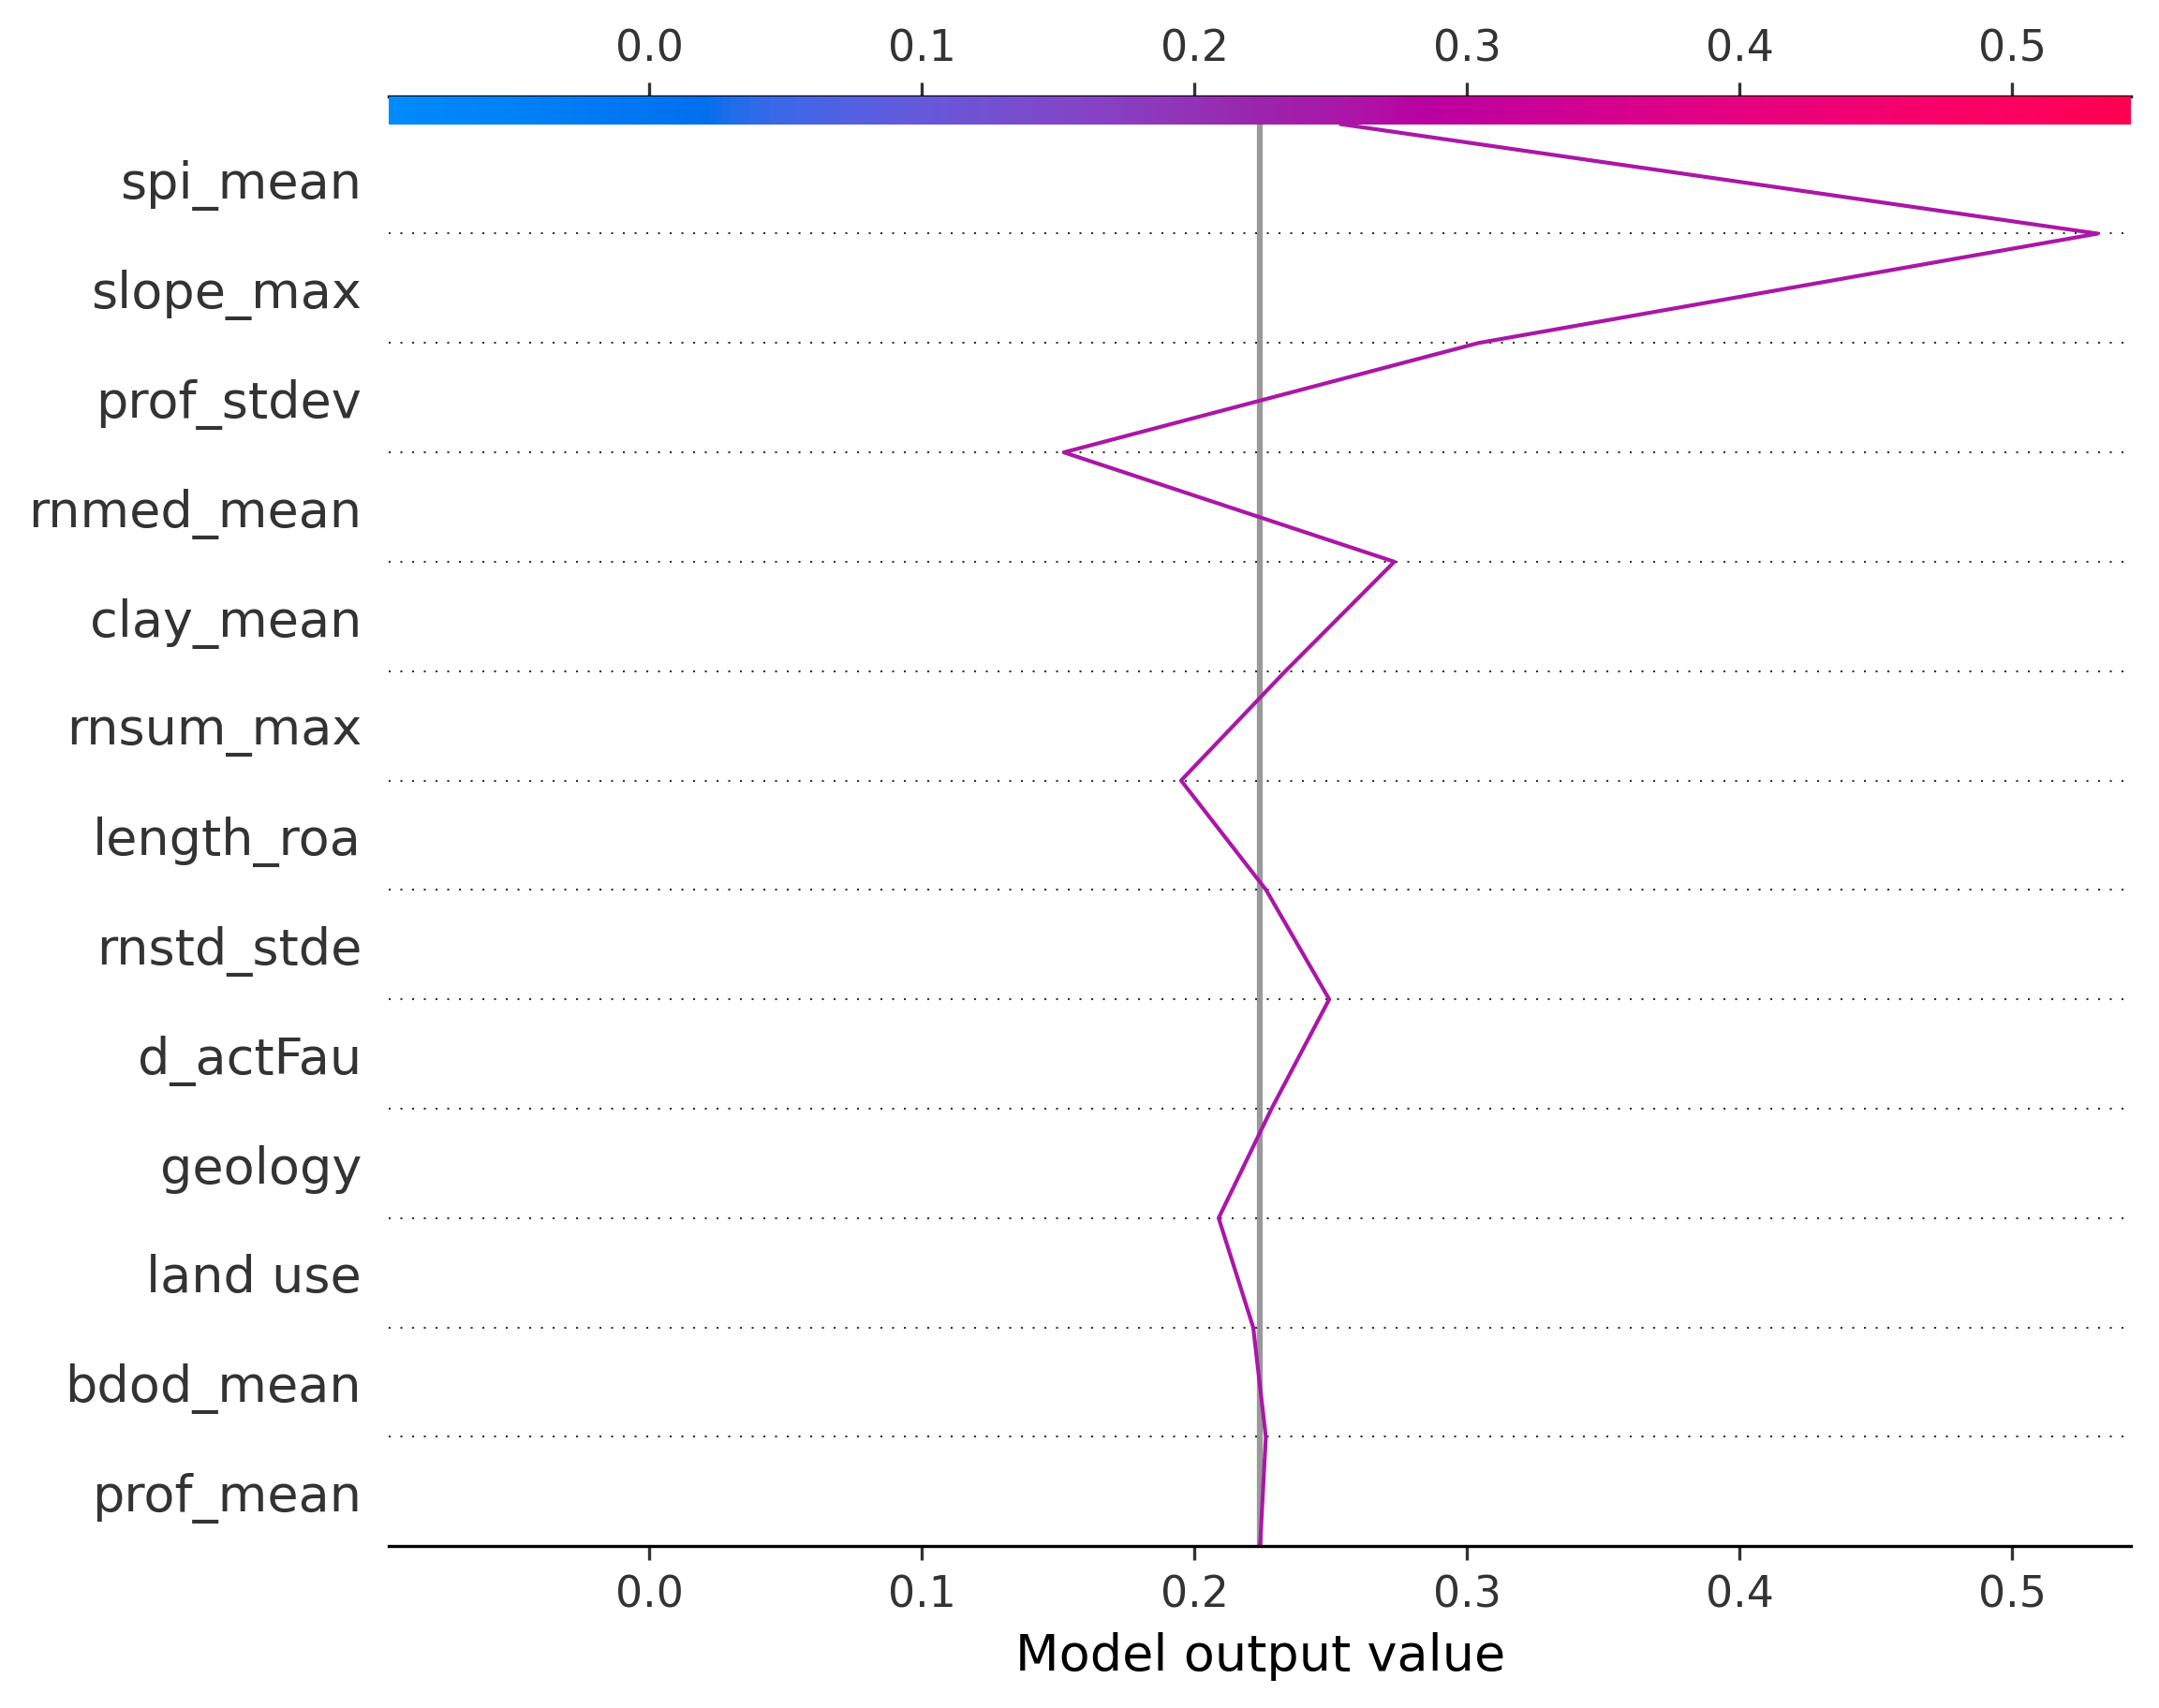 0.0 0.1 0.2 0.3 0.4 0.5
spi_mean
slope_max
prof_stdev
rnmed_mean
clay_mean
rnsum_max
length_roa
rnstd_stde
d_actFau
geology
land use
bdod_mean
prof_mean
0.0 0.1 0.2 0.3 0.4 0.5
Model output value